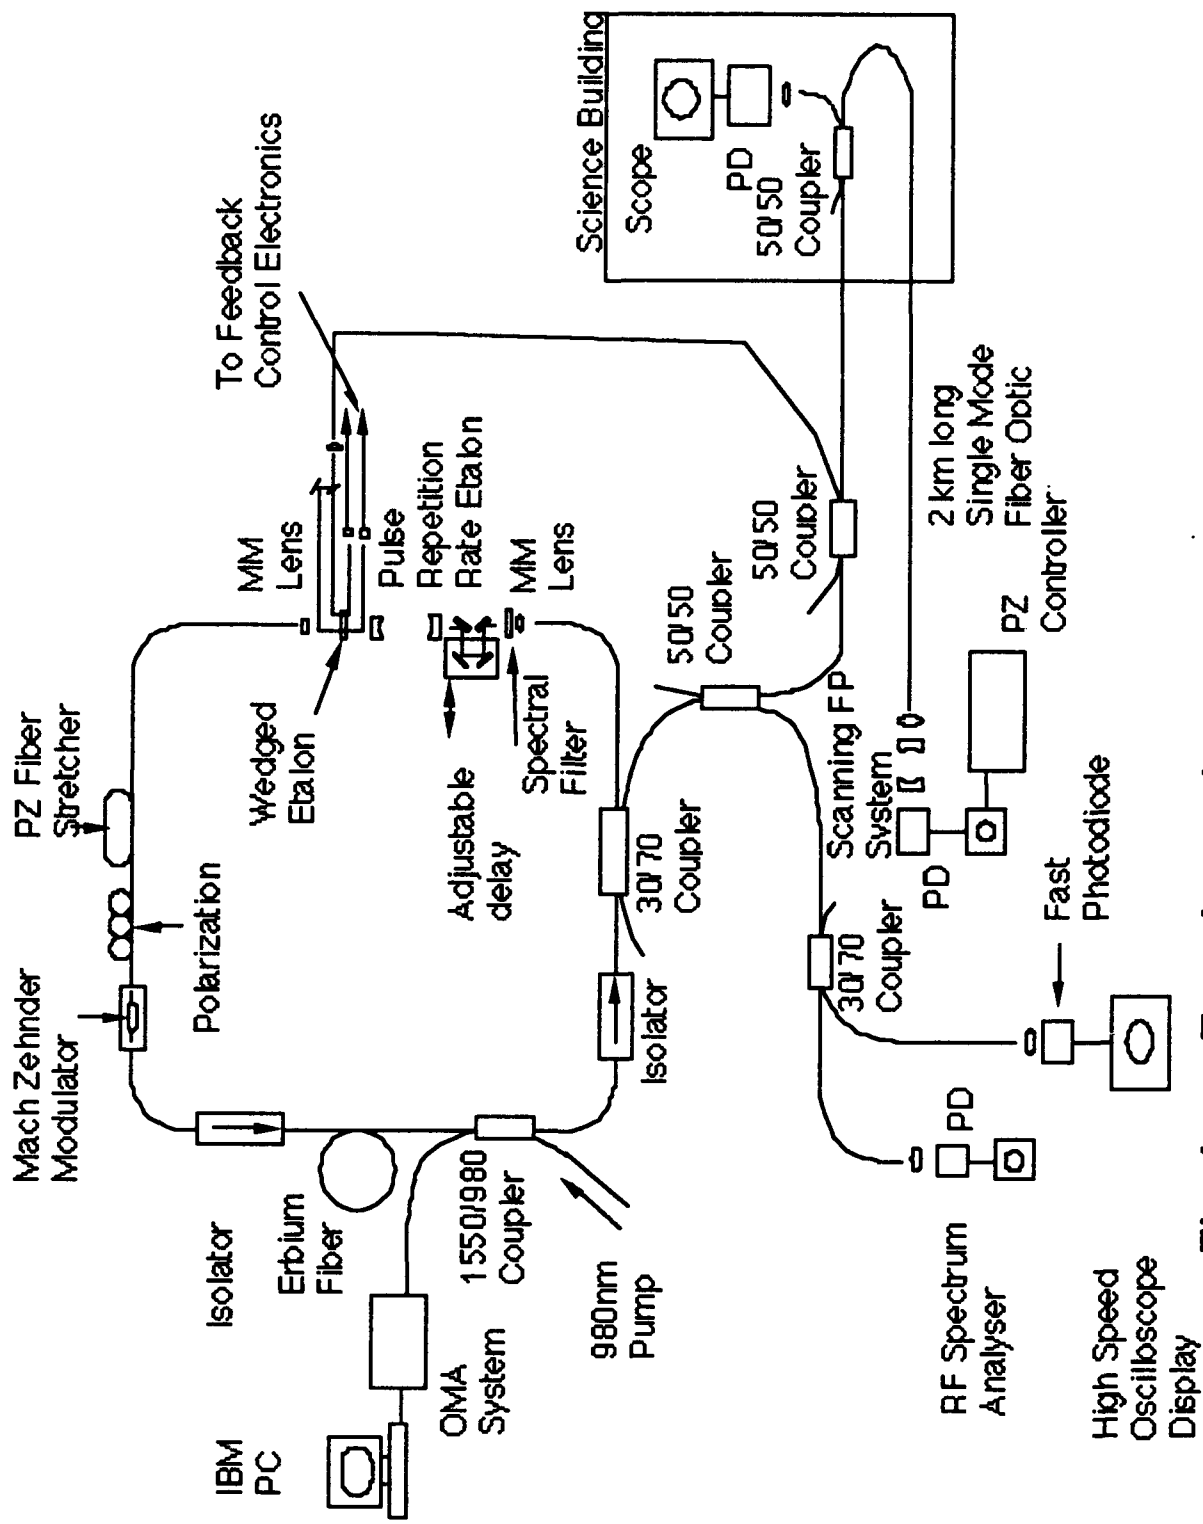 Mach Zehnder
Modulator
PZ Fiber
Stretcher
Polarization
To Feedback
Control Electronics
MM
Lens
Wedged
Etalon
Pulse
Repetition
Rate Etalon
MM
Lens
Adjustable
delay
Spectral
Filter
Isolator
Erbium
Fiber
IBM
PC
OMA
System
1550/980
Coupler
980nm
Pump
Isolator
30/70
Coupler
50/50
Coupler
50/50
Coupler
Science Building
Scope
PD
50/50
Coupler
2 km long
Single Mode
Fiber Optic
Scanning FP
System
PD
PZ
Controller
30/70
Coupler
Fast
Photodiode
PD
RF Spectrum
Analyser
High Speed
Oscilloscope
Display